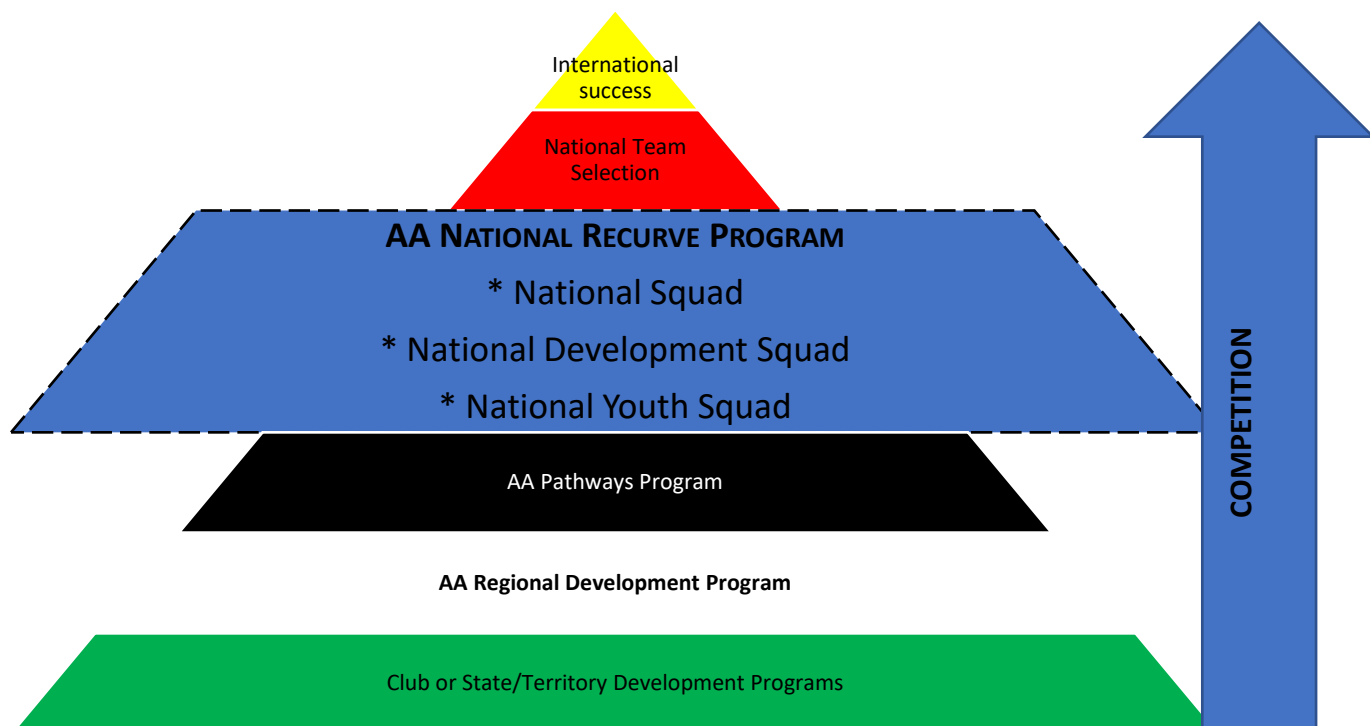 International
success
National Team
Selection
AA NATIONAL RECURVE PROGRAM
* National Squad
* National Development Squad
* National Youth Squad
AA Pathways Program
AA Regional Development Program
Club or State/Territory Development Programs
COMPETITION